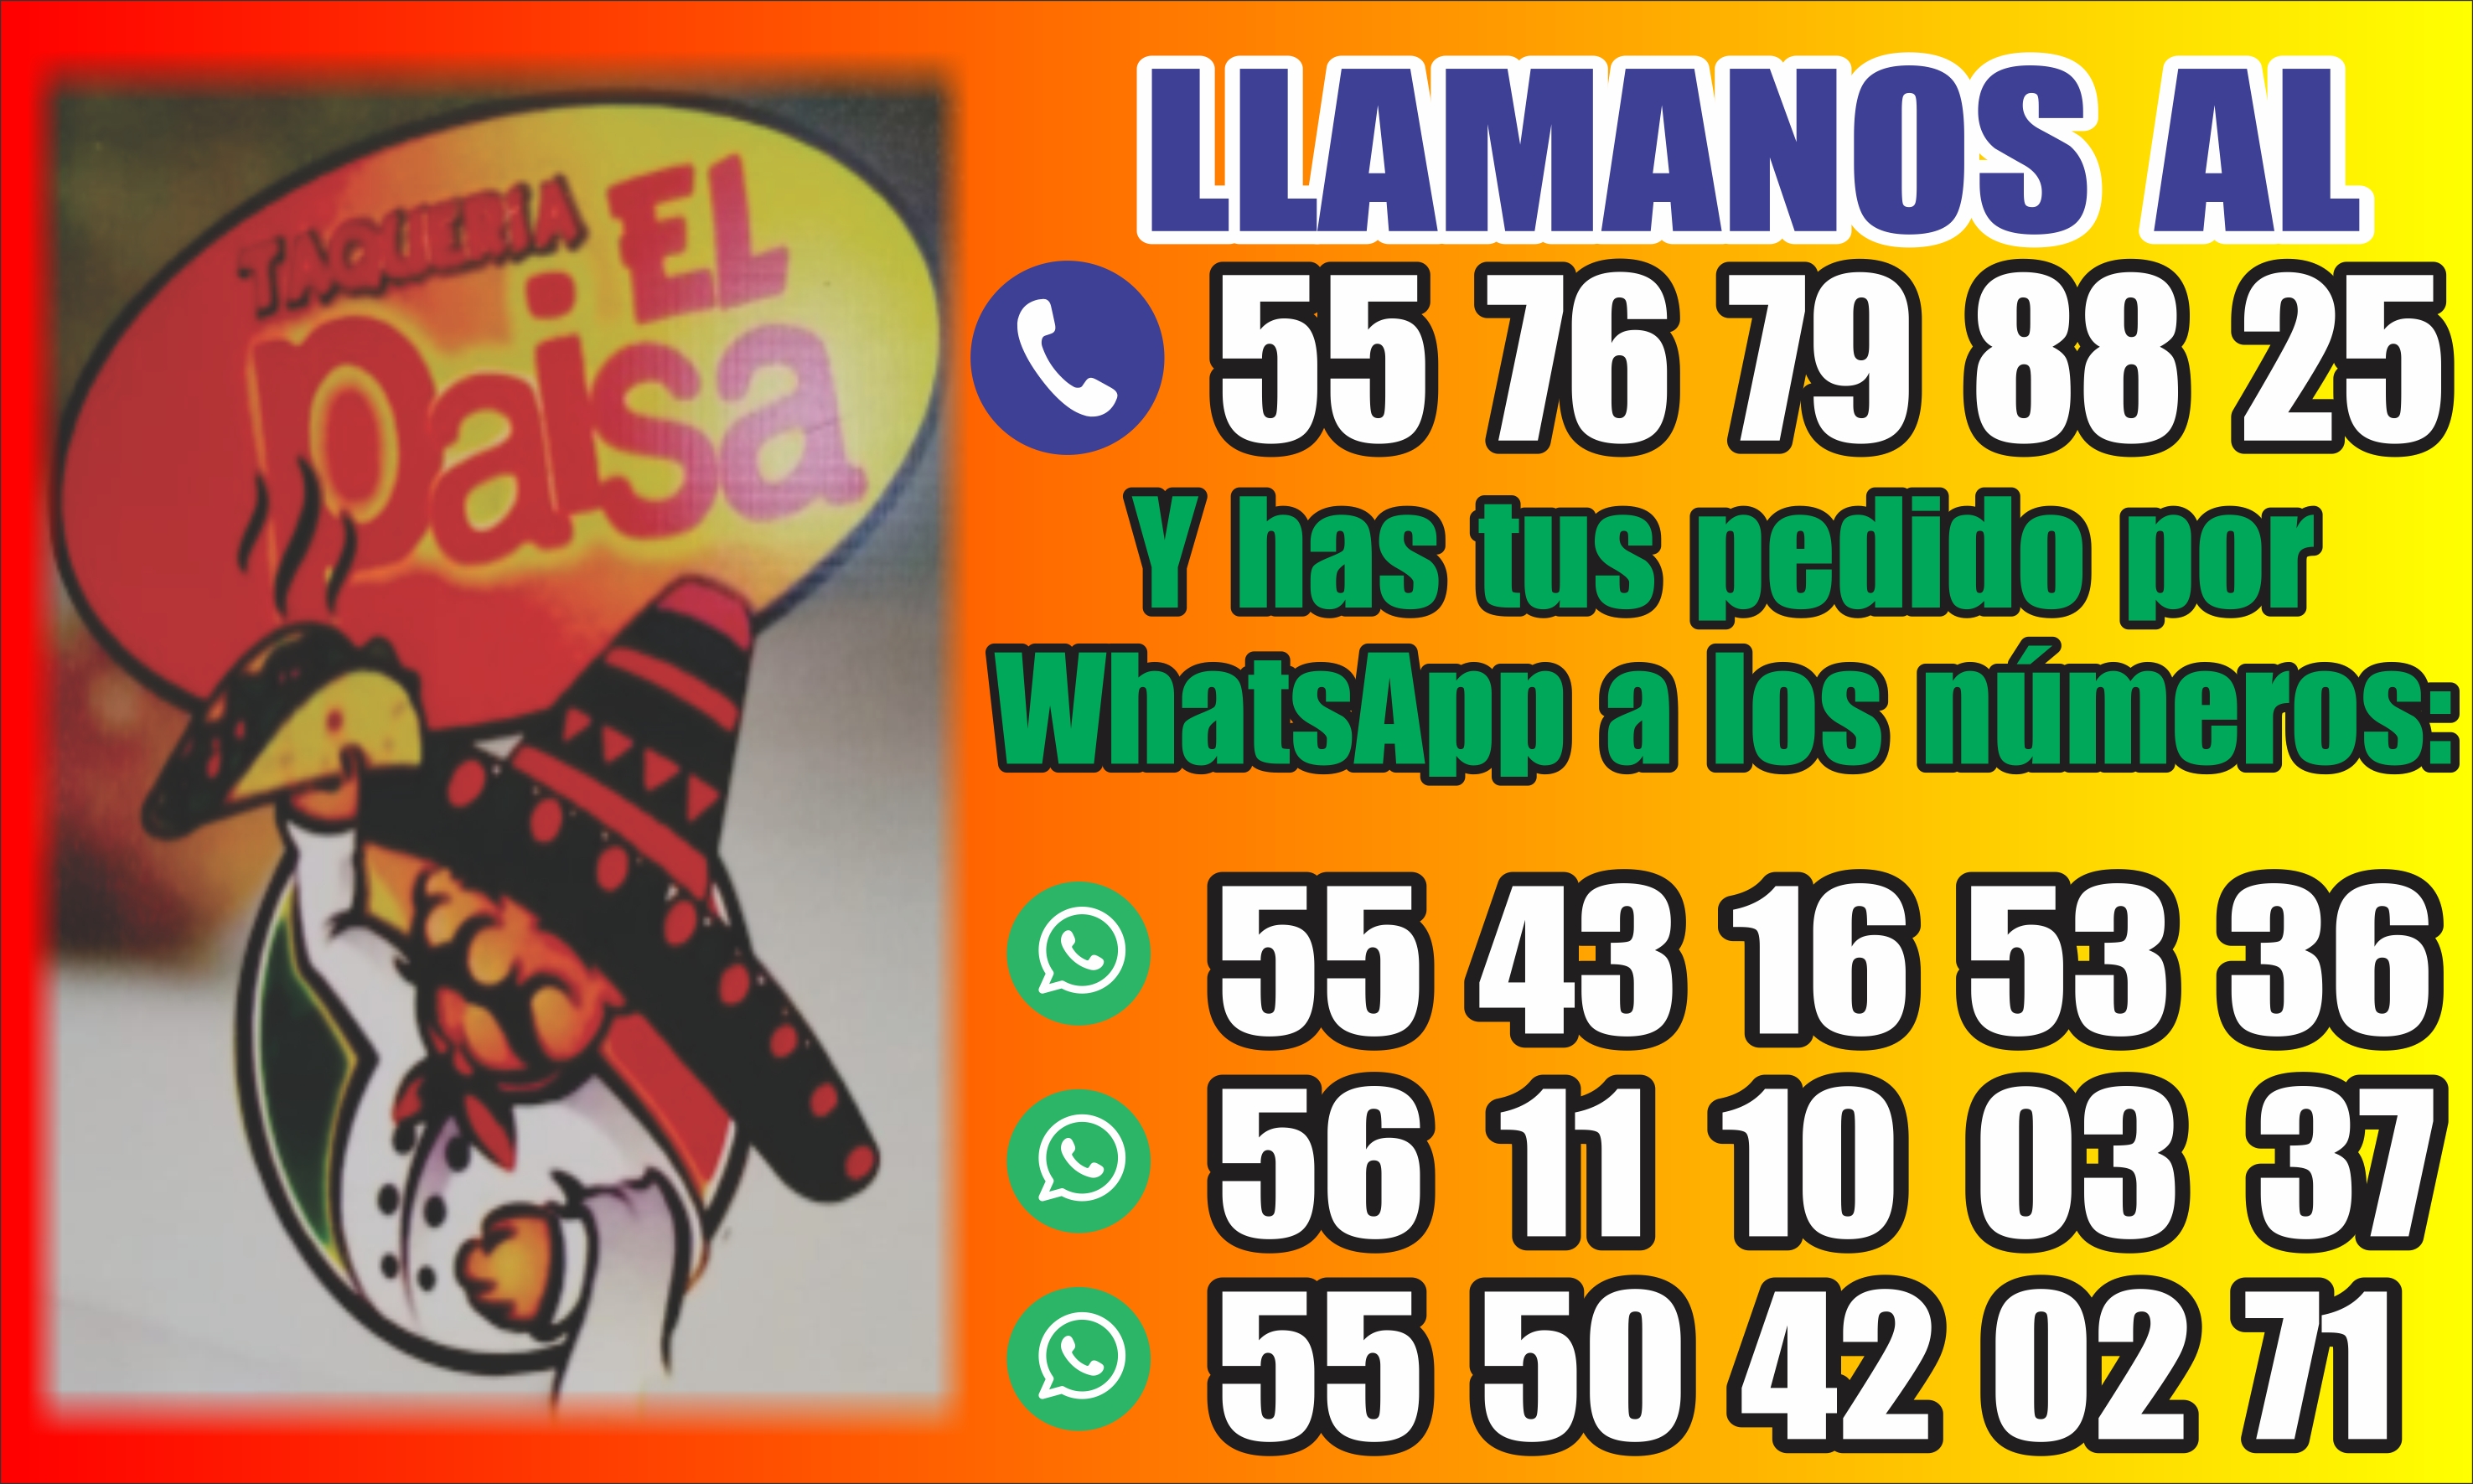 TAQUERIA EL
Paisa
LLAMANOS AL
55 76 79 88 25
Y has tus pedido por
WhatsApp a los números:
55 43 16 53 36
56 11 10 03 37
55 50 42 02 71